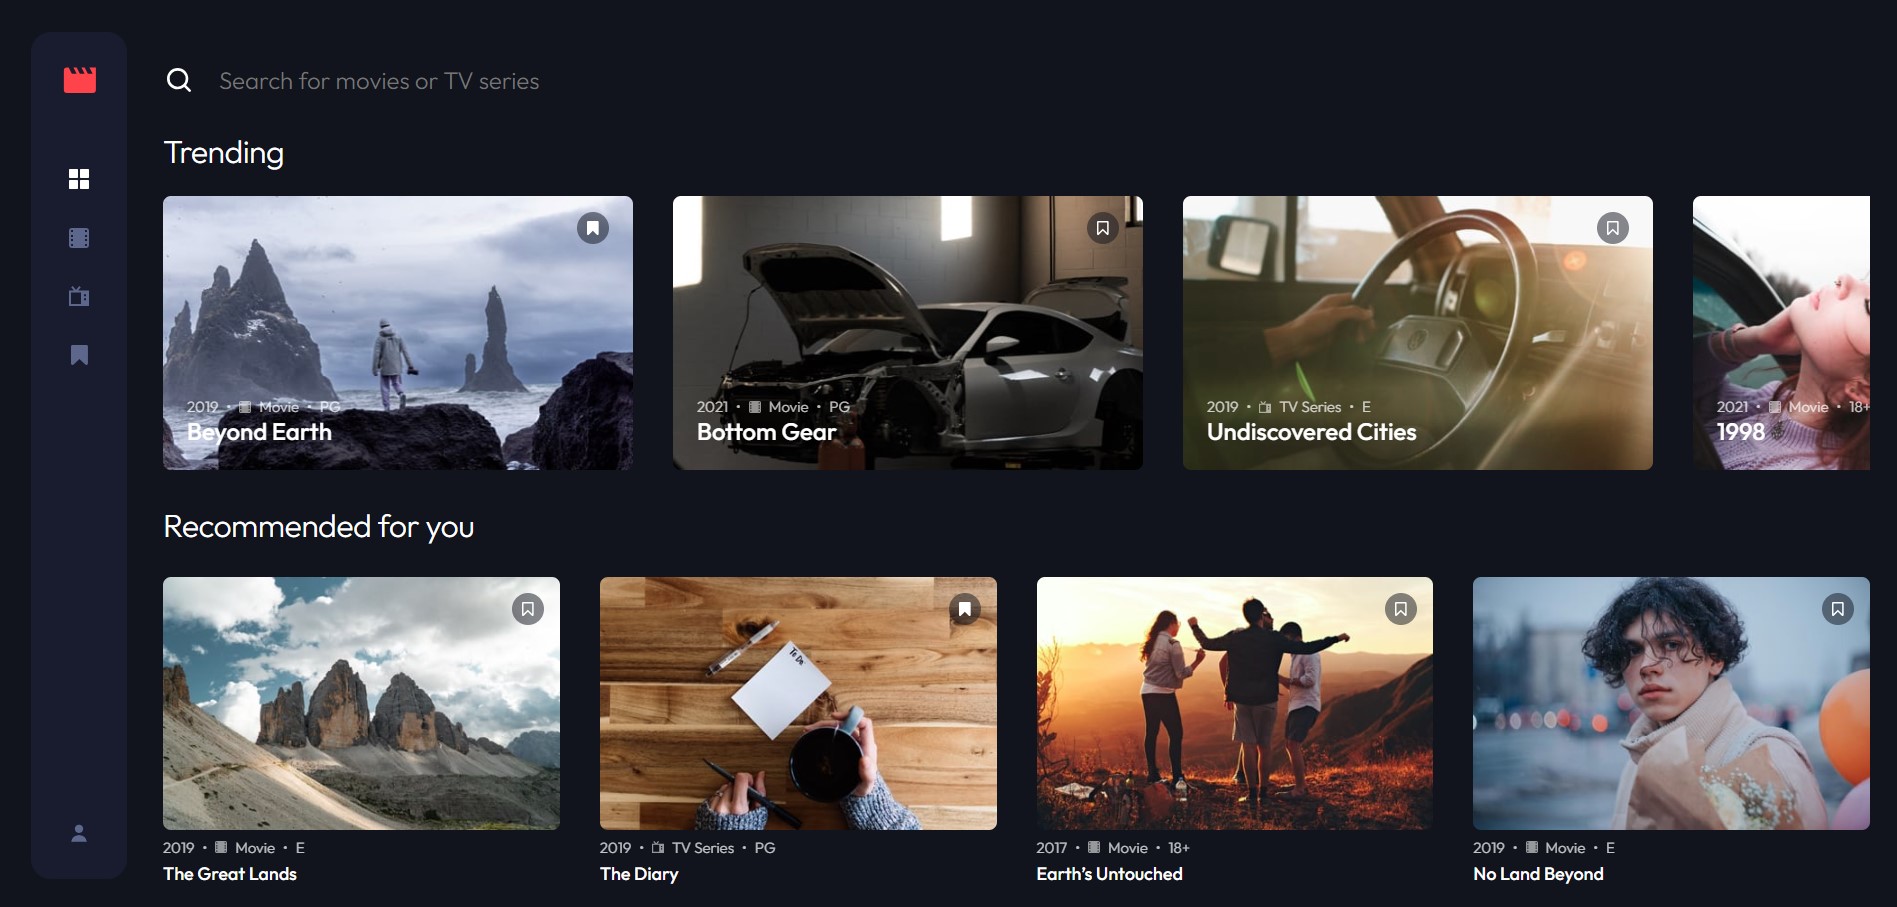 Search for movies or TV series
Trending
2019 • Movie • PG
Beyond Earth
2021 • Movie • PG
Bottom Gear
2019 • TV Series • E
Undiscovered Cities
2021 • Movie • 18+
1998
Recommended for you
To Do
2019 • Movie • E
The Great Lands
2019 • TV Series • PG
The Diary
2017 • Movie • 18+
Earth's Untouched
2019 • Movie • E
No Land Beyond